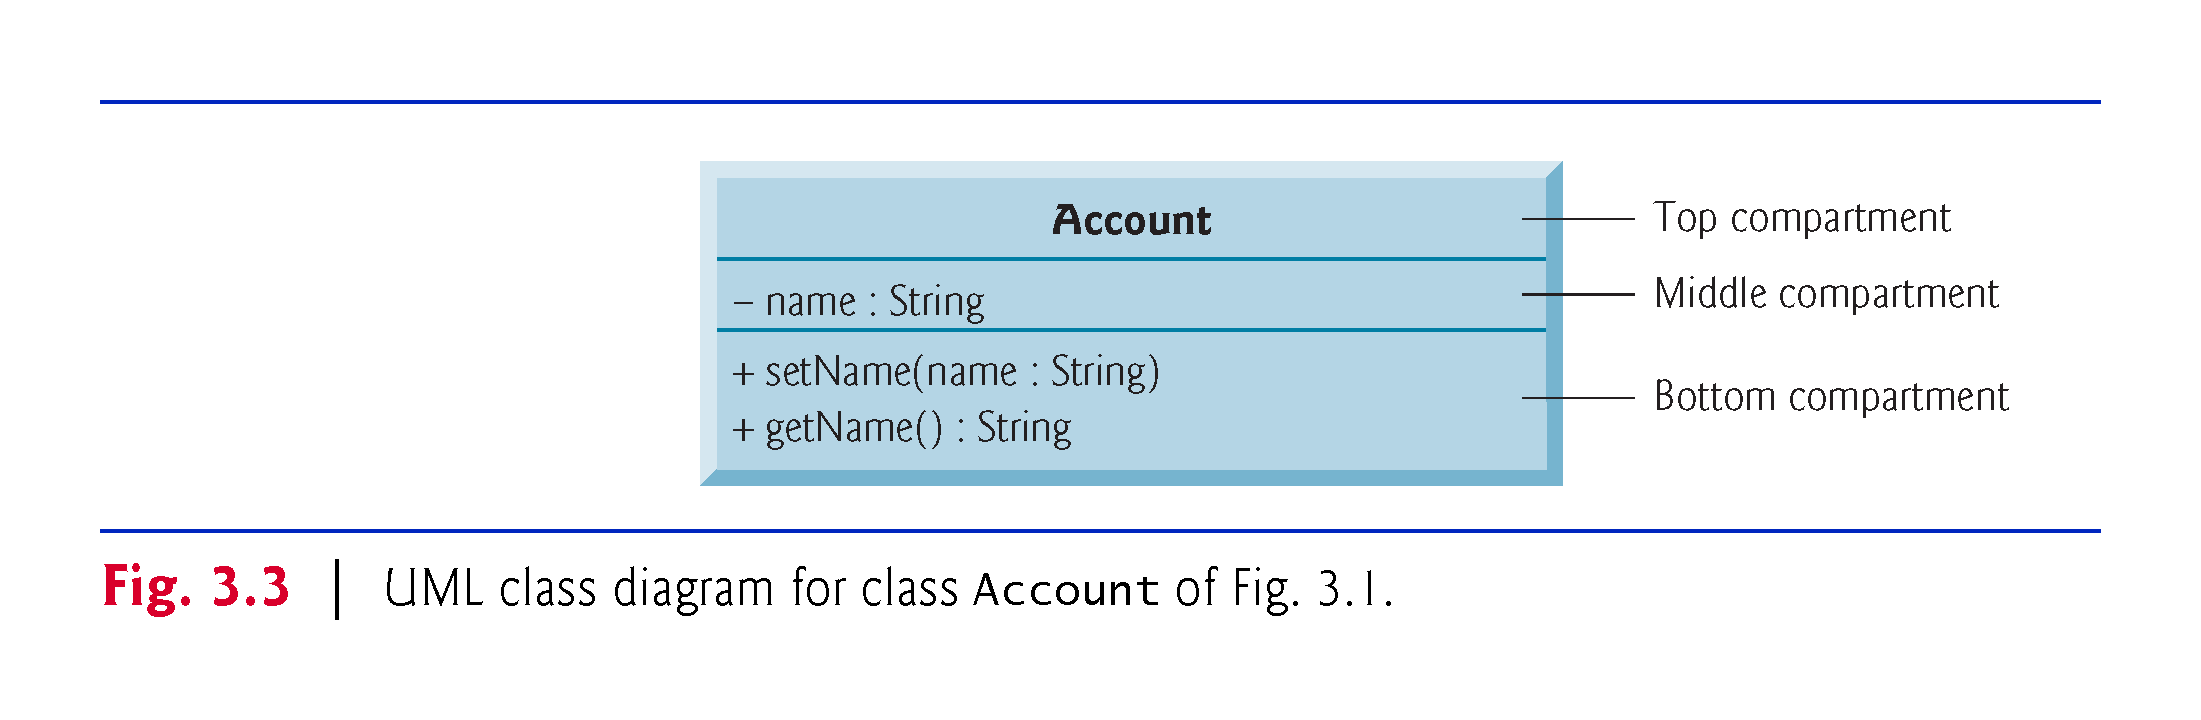 Account
Top compartment
– name : String
Middle compartment
+ setName(name : String)
+ getName() : String
Bottom compartment
Fig. 3.3 | UML class diagram for class Account of Fig. 3.1.